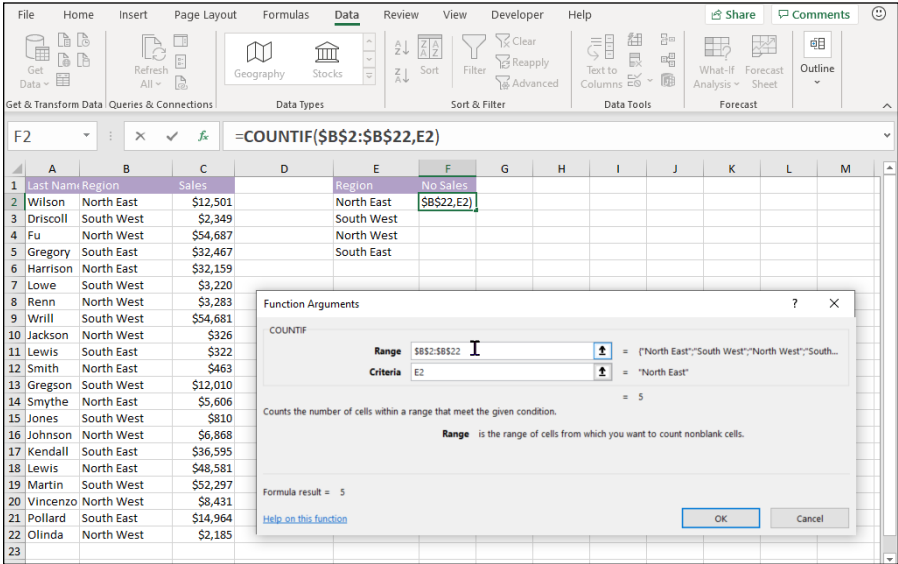 File Home Insert Page Layout Formulas Data Review View Developer Help Share Comments
Get Data Refresh All Geography Stocks Sort Filter Clear Reapply Advanced Text to Columns What-If Analysis Forecast Sheet Outline
Get & Transform Data Queries & Connections Data Types Sort & Filter Data Tools Forecast
F2 fx =COUNTIF($B$2:$B$22,E2)
A B C D E F G H I J K L M
1 Last Nam Region Sales Region No Sales
2 Wilson North East $12,501 North East $B$22,E2)
3 Driscoll South West $2,349 South West
4 Fu North West $54,687 North West
5 Gregory South East $32,467 South East
6 Harrison North East $32,159
7 Lowe South West $3,220
8 Renn North West $3,283
9 Wrill South West $54,681
10 Jackson North West $326
11 Lewis South East $322
12 Smith North East $463
13 Gregson South West $12,010
14 Smythe North East $5,606
15 Jones South West $810
16 Johnson North West $6,868
17 Kendall South East $36,595
18 Lewis North East $48,581
19 Martin South West $52,297
20 Vincenzo North West $8,431
21 Pollard South East $14,964
22 Olinda North West $2,185
23
Function Arguments ? ×
COUNTIF
Range $B$2:$B$22 = {"North East";"South West";"North West";"South...
Criteria E2 = "North East"
= 5
Counts the number of cells within a range that meet the given condition.
Range is the range of cells from which you want to count nonblank cells.
Formula result = 5
Help on this function OK Cancel